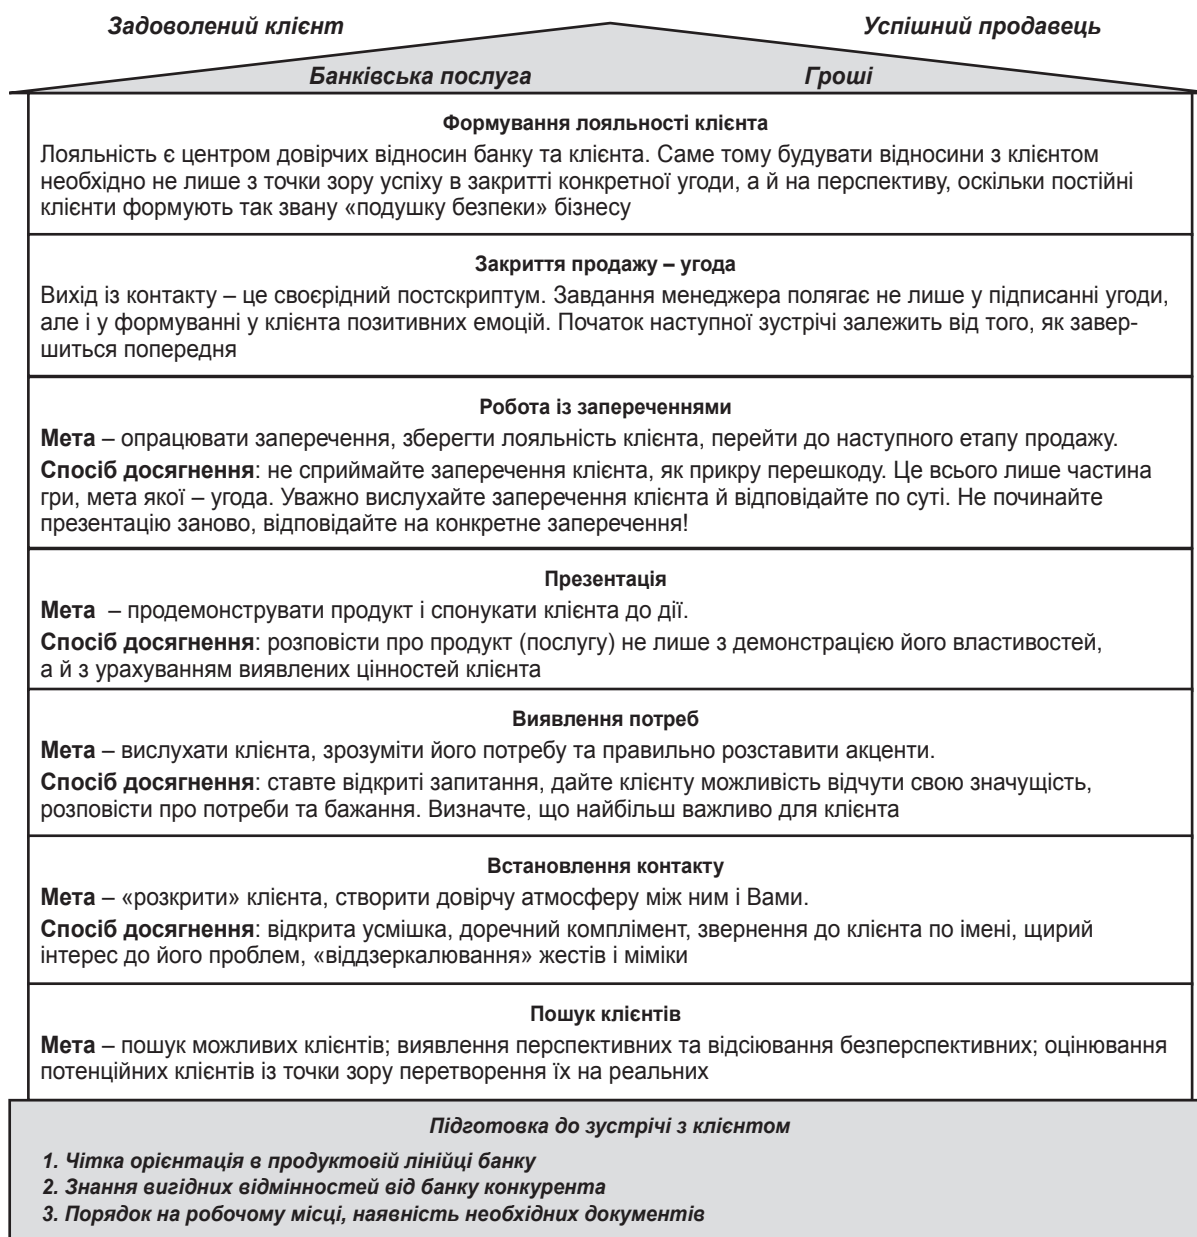 Задоволений клієнт
Успішний продавець
Банківська послуга
Гроші
Формування лояльності клієнта
Лояльність є центром довірчих відносин банку та клієнта. Саме тому будувати відносини з клієнтом
необхідно не лише з точки зору успіху в закритті конкретної угоди, а й на перспективу, оскільки постійні
клієнти формують так звану «подушку безпеки» бізнесу
Закриття продажу – угода
Вихід із контакту – це своєрідний постскриптум. Завдання менеджера полягає не лише у підписанні угоди,
але і у формуванні у клієнта позитивних емоцій. Початок наступної зустрічі залежить від того, як завер-
шиться попередня
Робота із запереченнями
Мета – опрацювати заперечення, зберегти лояльність клієнта, перейти до наступного етапу продажу.
Спосіб досягнення: не сприймайте заперечення клієнта, як прикру перешкоду. Це всього лише частина
гри, мета якої – угода. Уважно вислухайте заперечення клієнта й відповідайте по суті. Не починайте
презентацію заново, відповідайте на конкретне заперечення!
Презентація
Мета – продемонструвати продукт і спонукати клієнта до дії.
Спосіб досягнення: розповісти про продукт (послугу) не лише з демонстрацією його властивостей,
а й з урахуванням виявлених цінностей клієнта
Виявлення потреб
Мета – вислухати клієнта, зрозуміти його потребу та правильно розставити акценти.
Спосіб досягнення: ставте відкриті запитання, дайте клієнту можливість відчути свою значущість,
розповісти про потреби та бажання. Визначте, що найбільш важливо для клієнта
Встановлення контакту
Мета – «розкрити» клієнта, створити довірчу атмосферу між ним і Вами.
Спосіб досягнення: відкрита усмішка, доречний комплімент, звернення до клієнта по імені, щирий
інтерес до його проблем, «віддзеркалювання» жестів і міміки
Пошук клієнтів
Мета – пошук можливих клієнтів; виявлення перспективних та відсіювання безперспективних; оцінювання
потенційних клієнтів із точки зору перетворення їх на реальних
Підготовка до зустрічі з клієнтом
1. Чітка орієнтація в продуктовій лінійці банку
2. Знання вигідних відмінностей від банку конкурента
3. Порядок на робочому місці, наявність необхідних документів